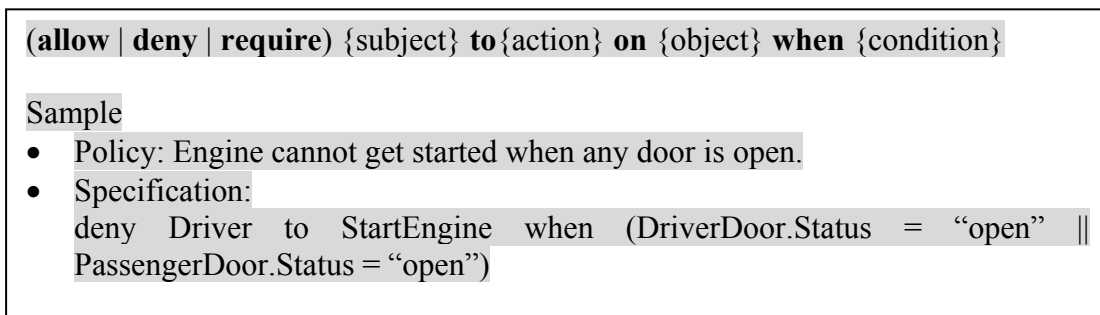 (allow | deny | require) {subject} to{action} on {object} when {condition}
Sample
• Policy: Engine cannot get started when any door is open.
• Specification:
deny Driver to StartEngine when (DriverDoor.Status = “open” ||
PassengerDoor.Status = “open”)